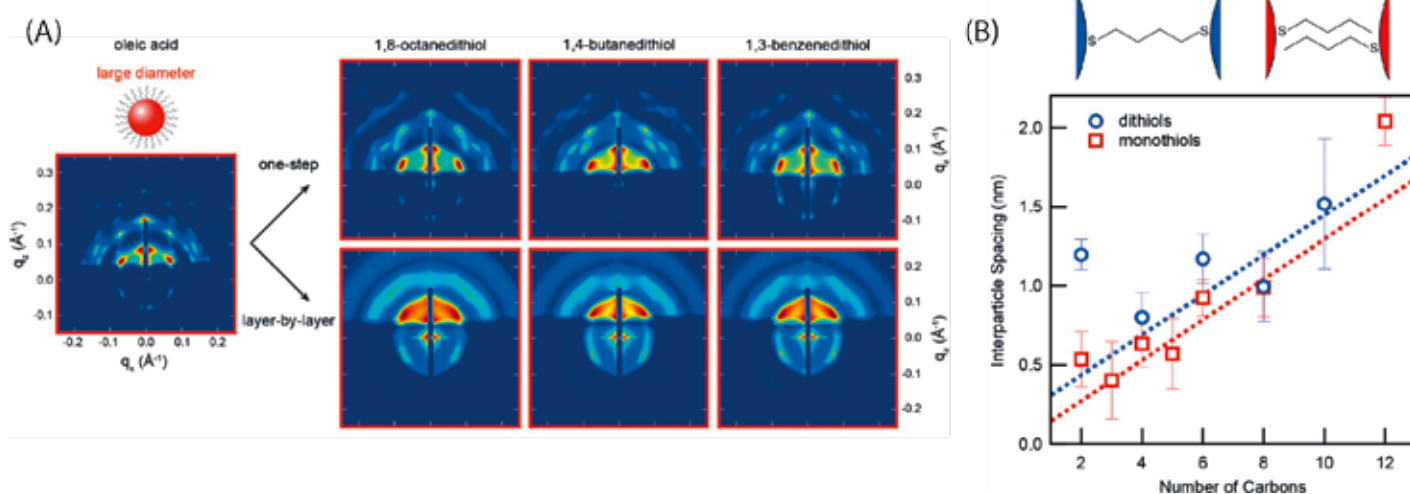 (A)
oleic acid
large diameter
1,8-octanedithiol
1,4-butanedithiol
1,3-benzenedithiol
one-step
layer-by-layer
0.3
0.2
0.1
0.0
-0.1
-0.2 -0.1 0.0 0.1 0.2
qz (Å⁻¹)
qx (Å⁻¹)
0.3
0.2
0.1
0.0
-0.1
qz (Å⁻¹)
0.3
0.2
0.1
0.0
-0.1
-0.2
qz (Å⁻¹)
(B)
S S
S S
dithiols
monothiols
2.0
1.5
1.0
0.5
0.0
Interparticle Spacing (nm)
2 4 6 8 10 12
Number of Carbons